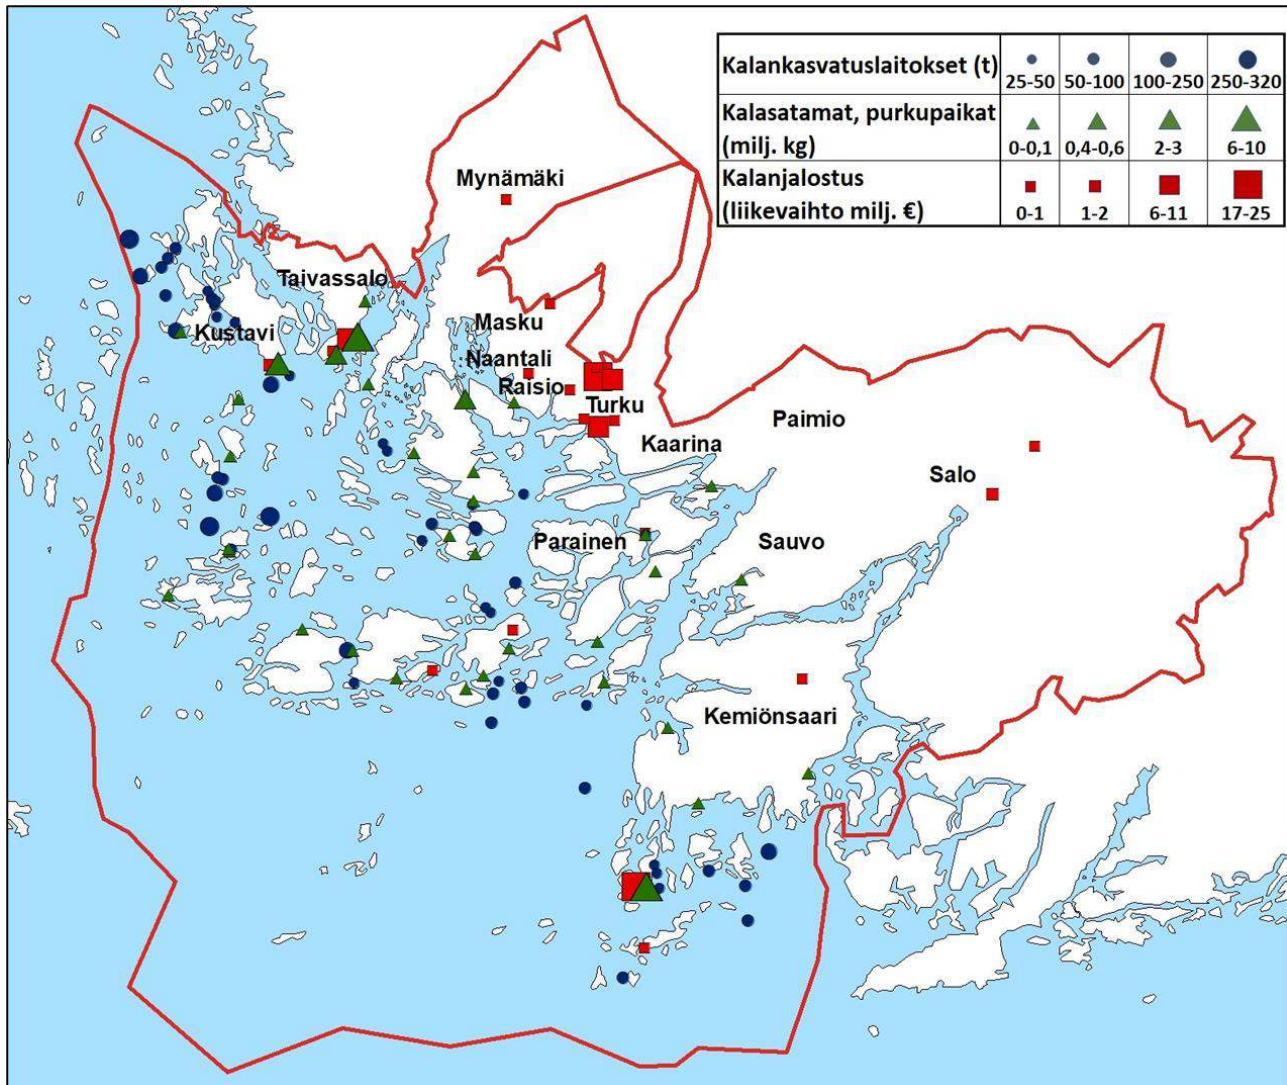 Kalankasvatuslaitokset (t)
25-50 50-100 100-250 250-320
Kalasatamat, purkupaikat
(milj. kg)
0-0,1 0,4-0,6 2-3 6-10
Kalanjalostus
(liikevaihto milj. €)
0-1 1-2 6-11 17-25
Mynämäki
Taivassalo
Kustavi
Masku
Naantali
Raisio
Turku
Paimio
Kaarina
Salo
Parainen
Sauvo
Kemiönsaari